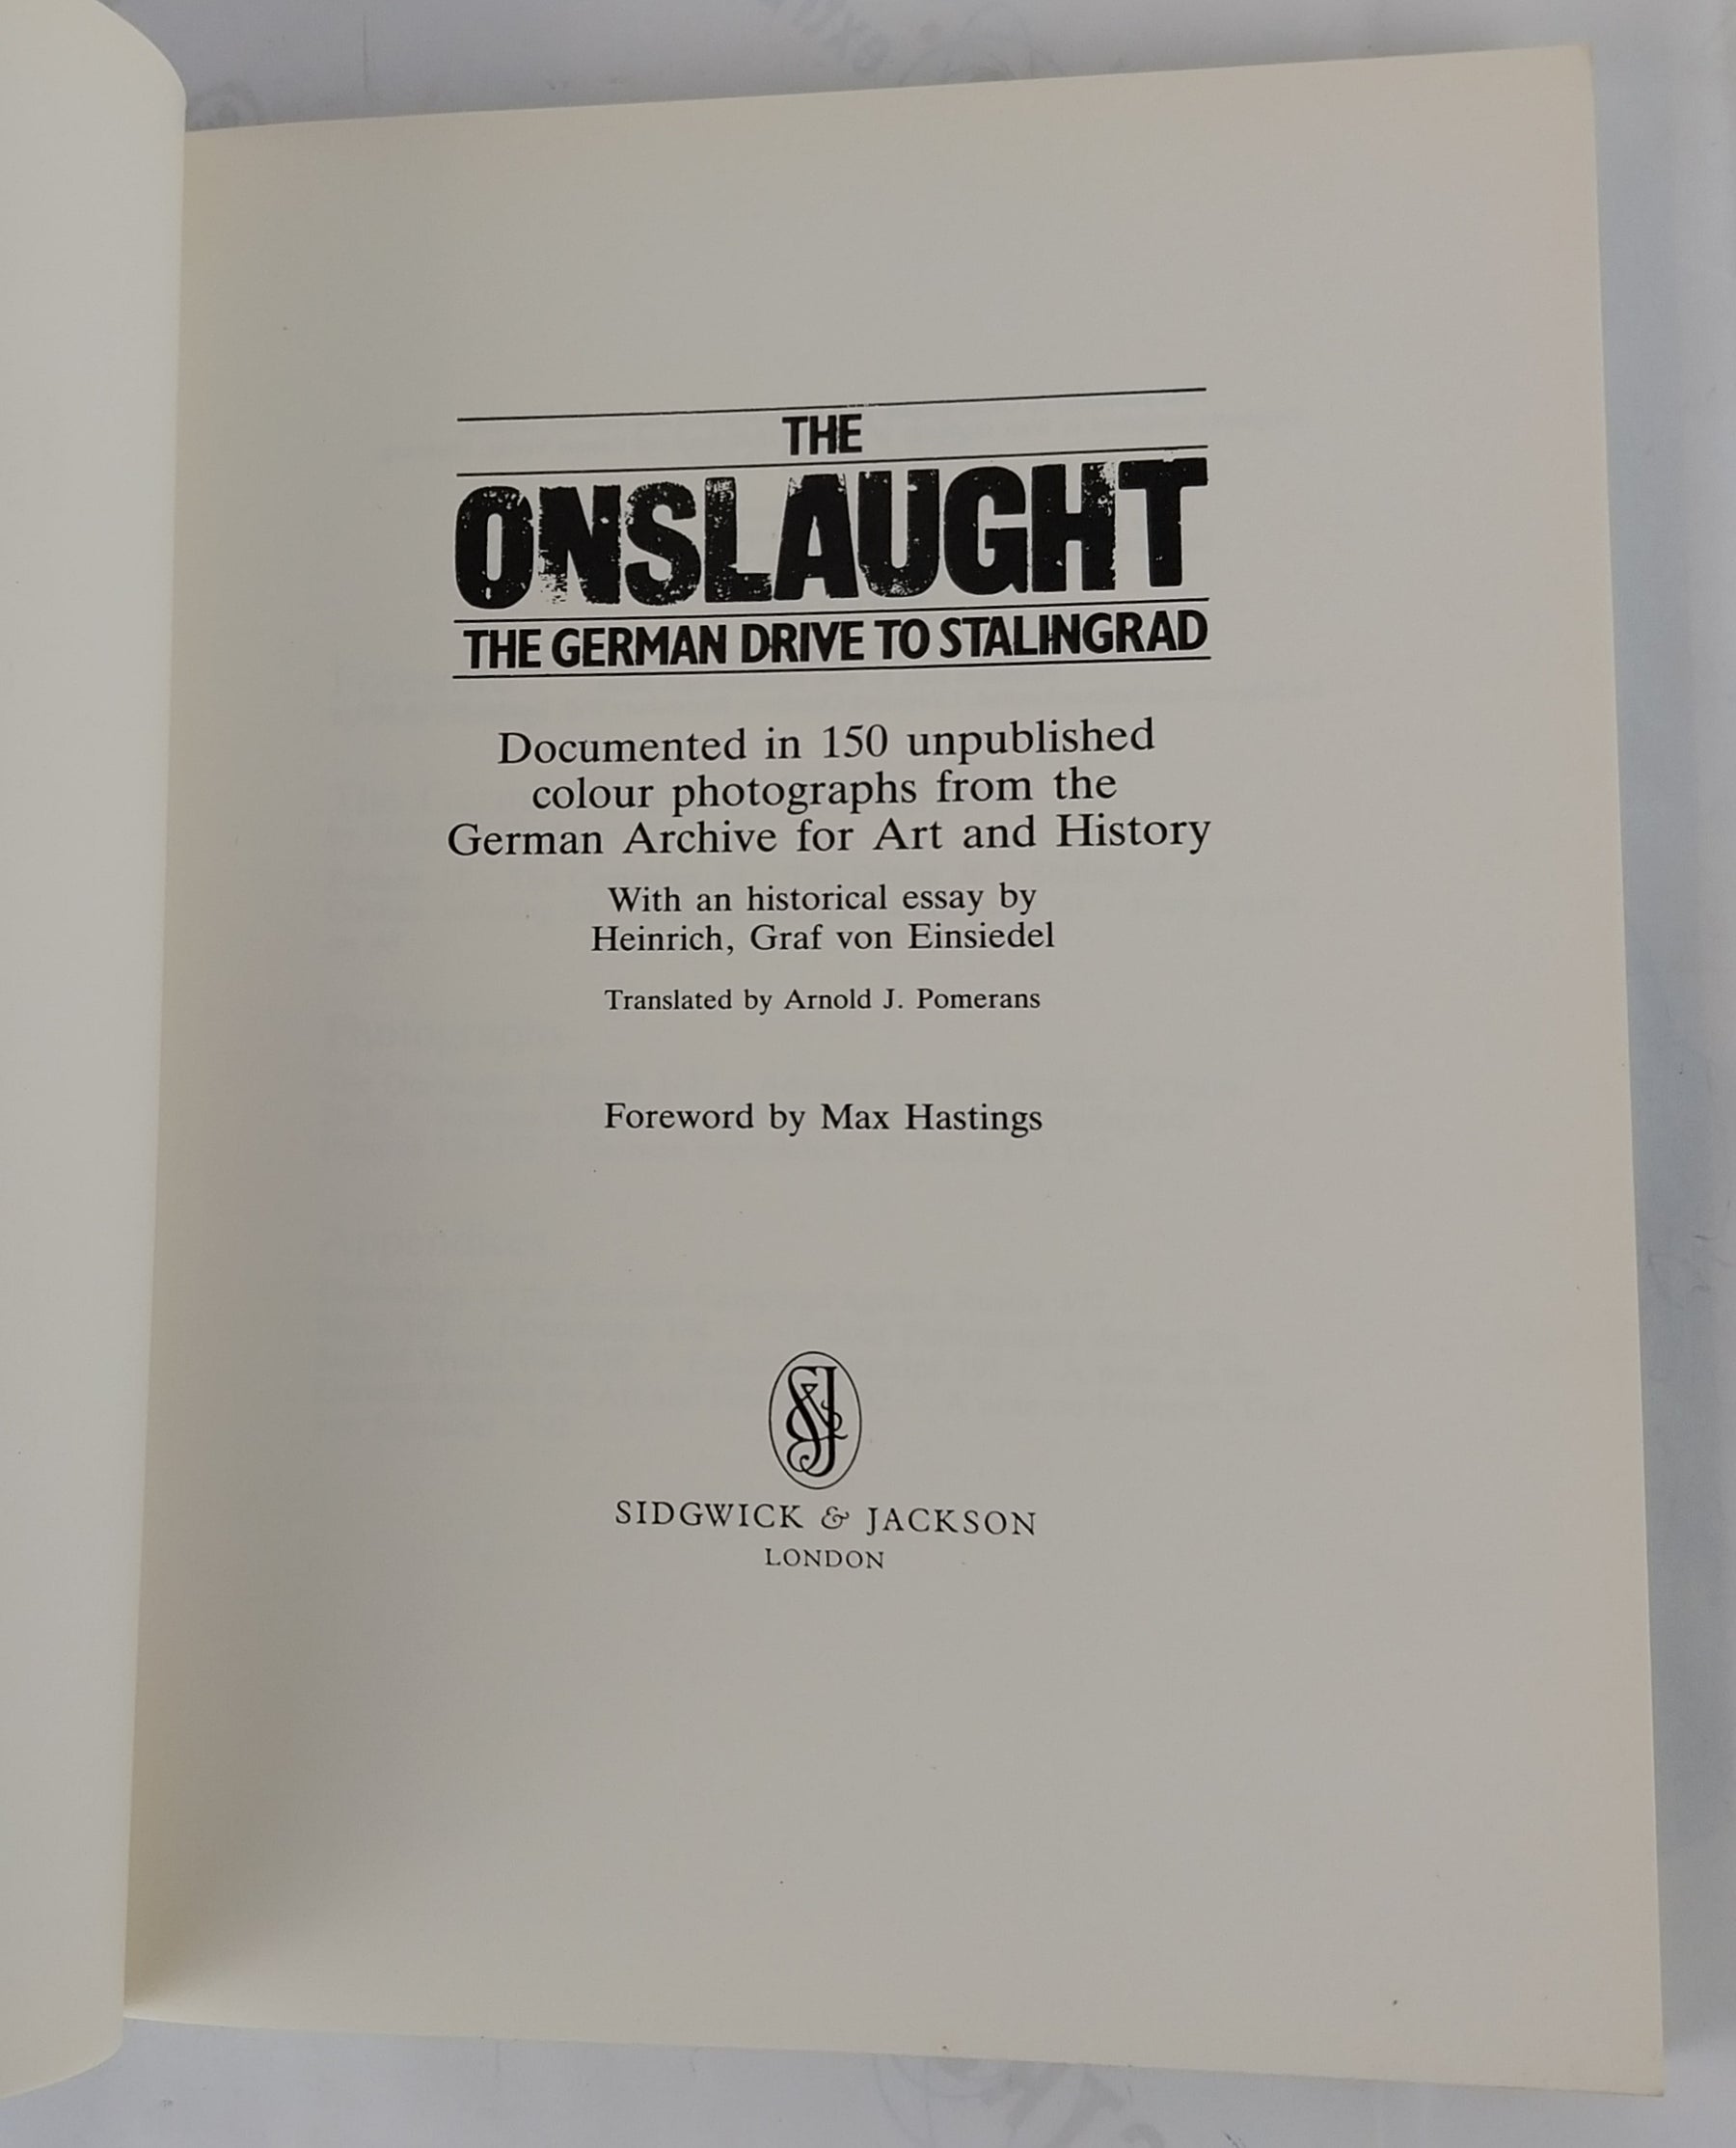 THE
ONSLAUGHT
THE GERMAN DRIVE TO STALINGRAD
Documented in 150 unpublished
colour photographs from the
German Archive for Art and History
With an historical essay by
Heinrich, Graf von Einsiedel
Translated by Arnold J. Pomerans
Foreword by Max Hastings
S&J
SIDGWICK & JACKSON
LONDON